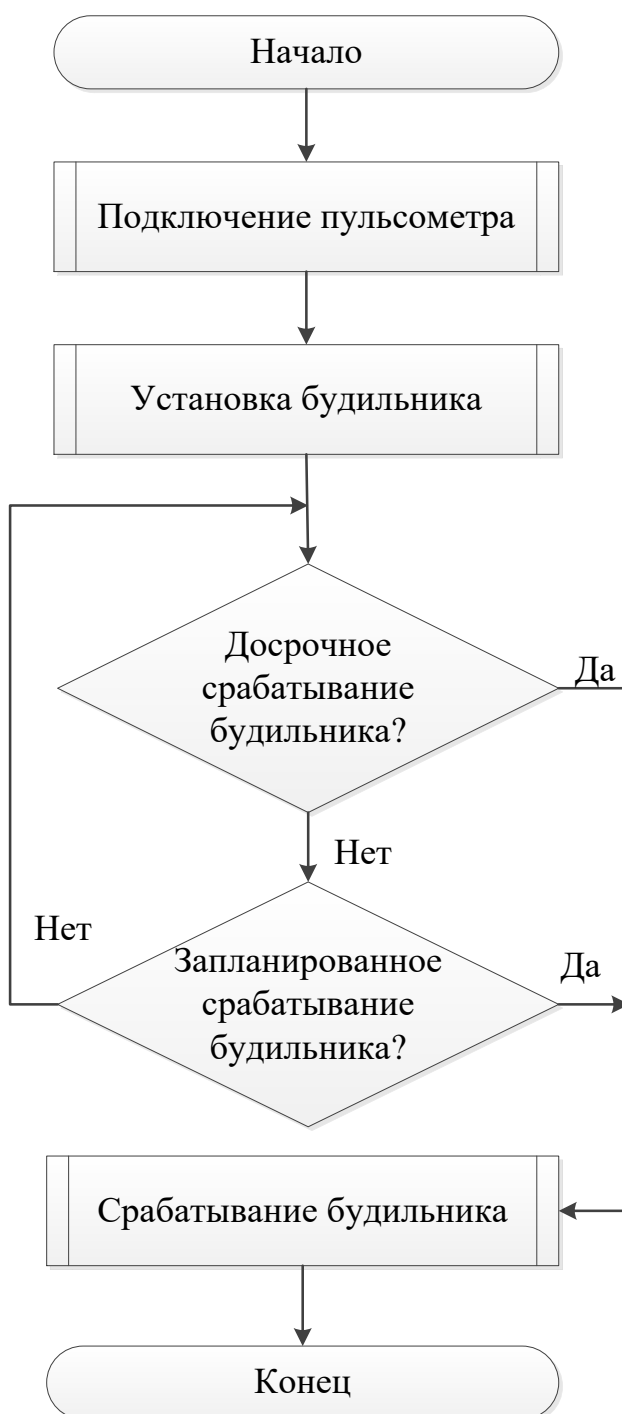 Начало
Подключение пульсометра
Установка будильника
Досрочное
срабатывание
будильника?
Да
Нет
Нет
Запланированное
срабатывание
будильника?
Да
Срабатывание будильника
Конец